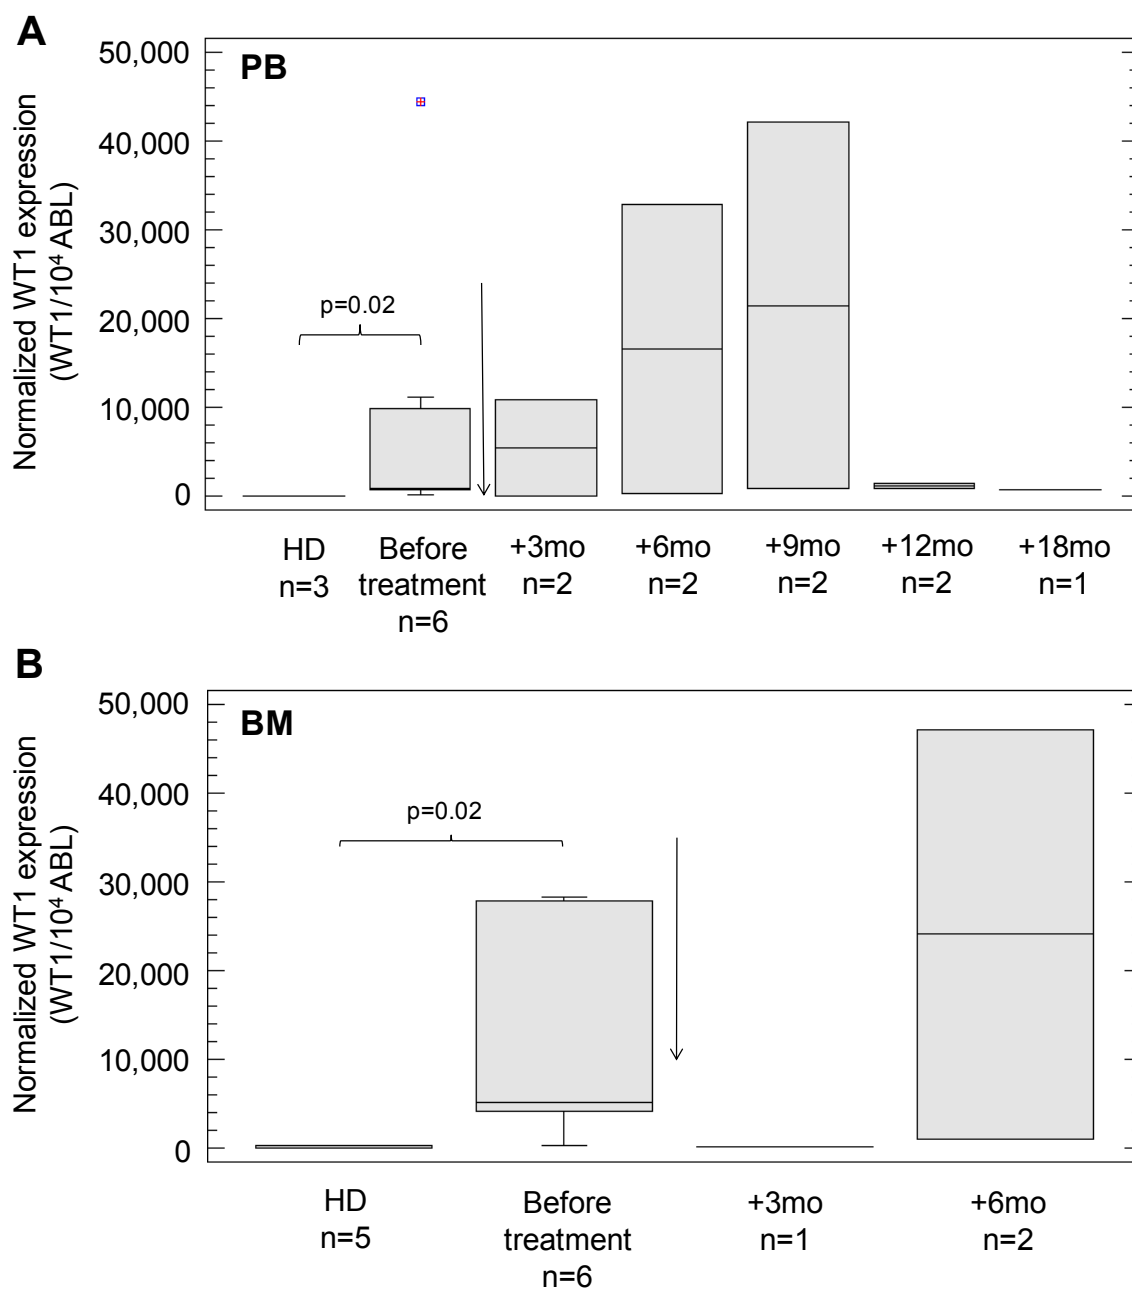 A
PB
Normalized WT1 expression
(WT1/10⁴ ABL)
50,000
40,000
30,000
20,000
10,000
0
p=0.02
HD
n=3
Before
treatment
n=6
+3mo
n=2
+6mo
n=2
+9mo
n=2
+12mo
n=2
+18mo
n=1
B
BM
Normalized WT1 expression
(WT1/10⁴ ABL)
50,000
40,000
30,000
20,000
10,000
0
p=0.02
HD
n=5
Before
treatment
n=6
+3mo
n=1
+6mo
n=2